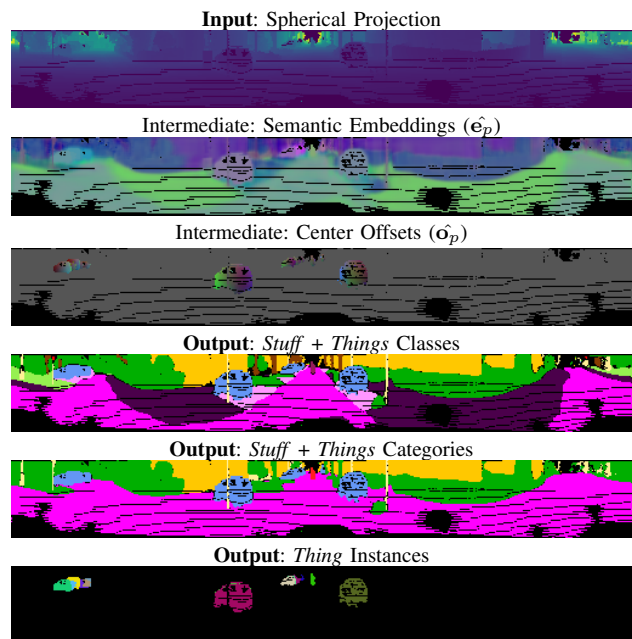 Input: Spherical Projection
Intermediate: Semantic Embeddings (ê_p)
Intermediate: Center Offsets (ô_p)
Output: Stuff + Things Classes
Output: Stuff + Things Categories
Output: Thing Instances